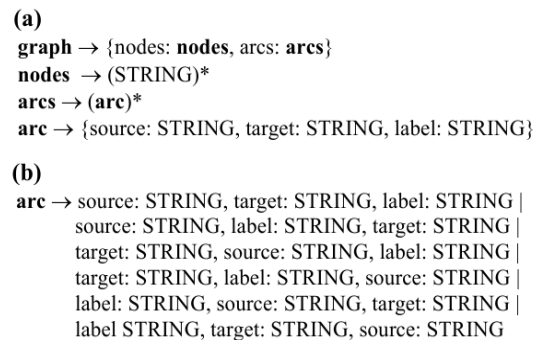 (a)
graph → {nodes: nodes, arcs: arcs}
nodes → (STRING)*
arcs → (arc)*
arc → {source: STRING, target: STRING, label: STRING}
(b)
arc → source: STRING, target: STRING, label: STRING |
source: STRING, label: STRING, target: STRING |
target: STRING, source: STRING, label: STRING |
target: STRING, label: STRING, source: STRING |
label: STRING, source: STRING, target: STRING |
label STRING, target: STRING, source: STRING